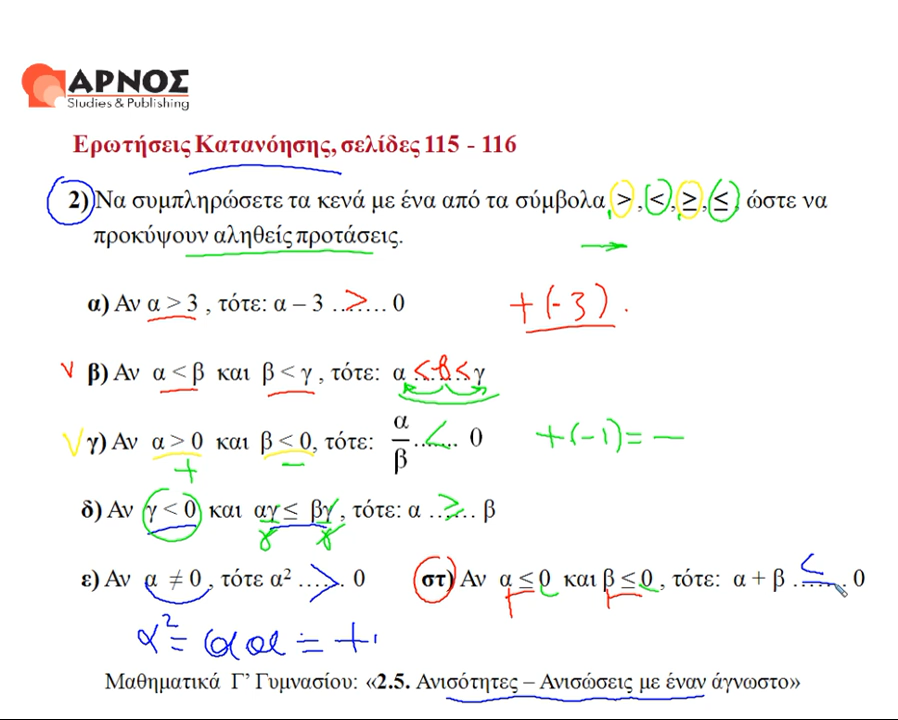 ΑΡΝΟΣ
Studies & Publishing
Ερωτήσεις Κατανόησης, σελίδες 115 - 116
2) Να συμπληρώσετε τα κενά με ένα από τα σύμβολα, >, <, ≥, ≤, ώστε να
προκύψουν αληθείς προτάσεις.
α) Αν α > 3 , τότε: α – 3 ..>..... 0 + (-3) .
β) Αν α < β και β < γ , τότε: α <..β..< γ
γ) Αν α > 0 και β < 0, τότε: α/β ..<..... 0 + (-1) = —
+ −
δ) Αν γ < 0 και αγ ≤ βγ , τότε: α ..≥.... β
γ γ
ε) Αν α ≠ 0 , τότε α² ..>.... 0 στ) Αν α ≤ 0 και β ≤ 0 , τότε: α + β ..≤..... 0
α² = α α = +
Μαθηματικά Γ’ Γυμνασίου: «2.5. Ανισότητες – Ανισώσεις με έναν άγνωστο»